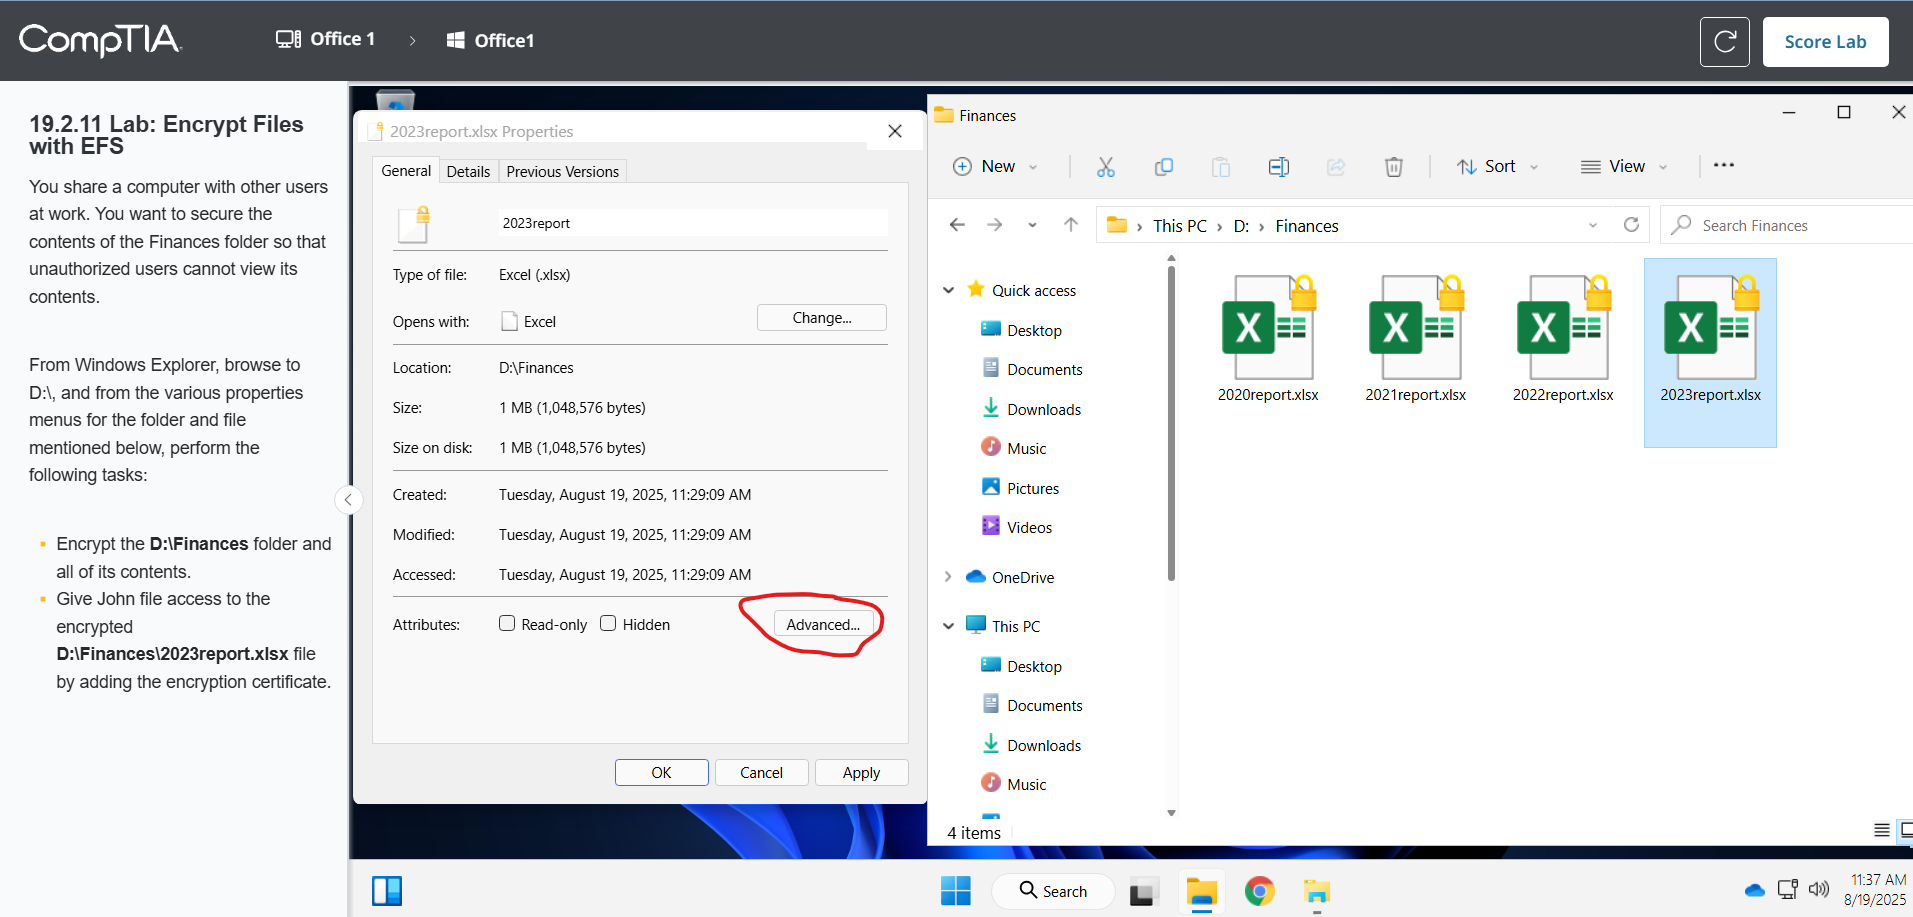 CompTIA.
Office 1
Office1
Score Lab
19.2.11 Lab: Encrypt Files
with EFS
You share a computer with other users
at work. You want to secure the
contents of the Finances folder so that
unauthorized users cannot view its
contents.
From Windows Explorer, browse to
D:\, and from the various properties
menus for the folder and file
mentioned below, perform the
following tasks:
Encrypt the D:\Finances folder and
all of its contents.
Give John file access to the
encrypted
D:\Finances\2023report.xlsx file
by adding the encryption certificate.
2023report.xlsx Properties
General
Details
Previous Versions
2023report
Type of file:
Excel (.xlsx)
Opens with:
Excel
Change...
Location:
D:\Finances
Size:
1 MB (1,048,576 bytes)
Size on disk:
1 MB (1,048,576 bytes)
Created:
Tuesday, August 19, 2025, 11:29:09 AM
Modified:
Tuesday, August 19, 2025, 11:29:09 AM
Accessed:
Tuesday, August 19, 2025, 11:29:09 AM
Attributes:
Read-only
Hidden
Advanced...
OK
Cancel
Apply
Finances
New
Sort
View
This PC
D:
Finances
Search Finances
Quick access
Desktop
Documents
Downloads
Music
Pictures
Videos
OneDrive
This PC
Desktop
Documents
Downloads
Music
2020report.xlsx
2021report.xlsx
2022report.xlsx
2023report.xlsx
4 items
Search
11:37 AM
8/19/2025